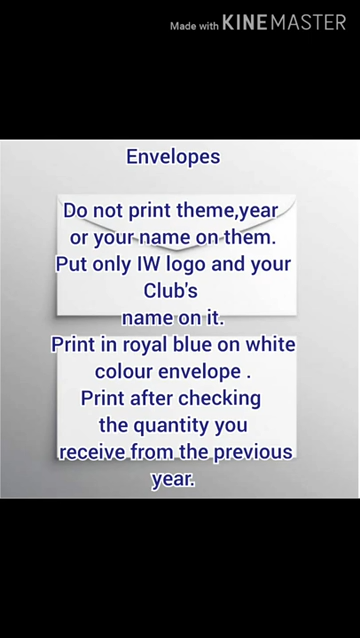 Made with KINEMASTER
Envelopes
Do not print theme,year
or your name on them.
Put only IW logo and your
Club's
name on it.
Print in royal blue on white
colour envelope .
Print after checking
the quantity you
receive from the previous
year.